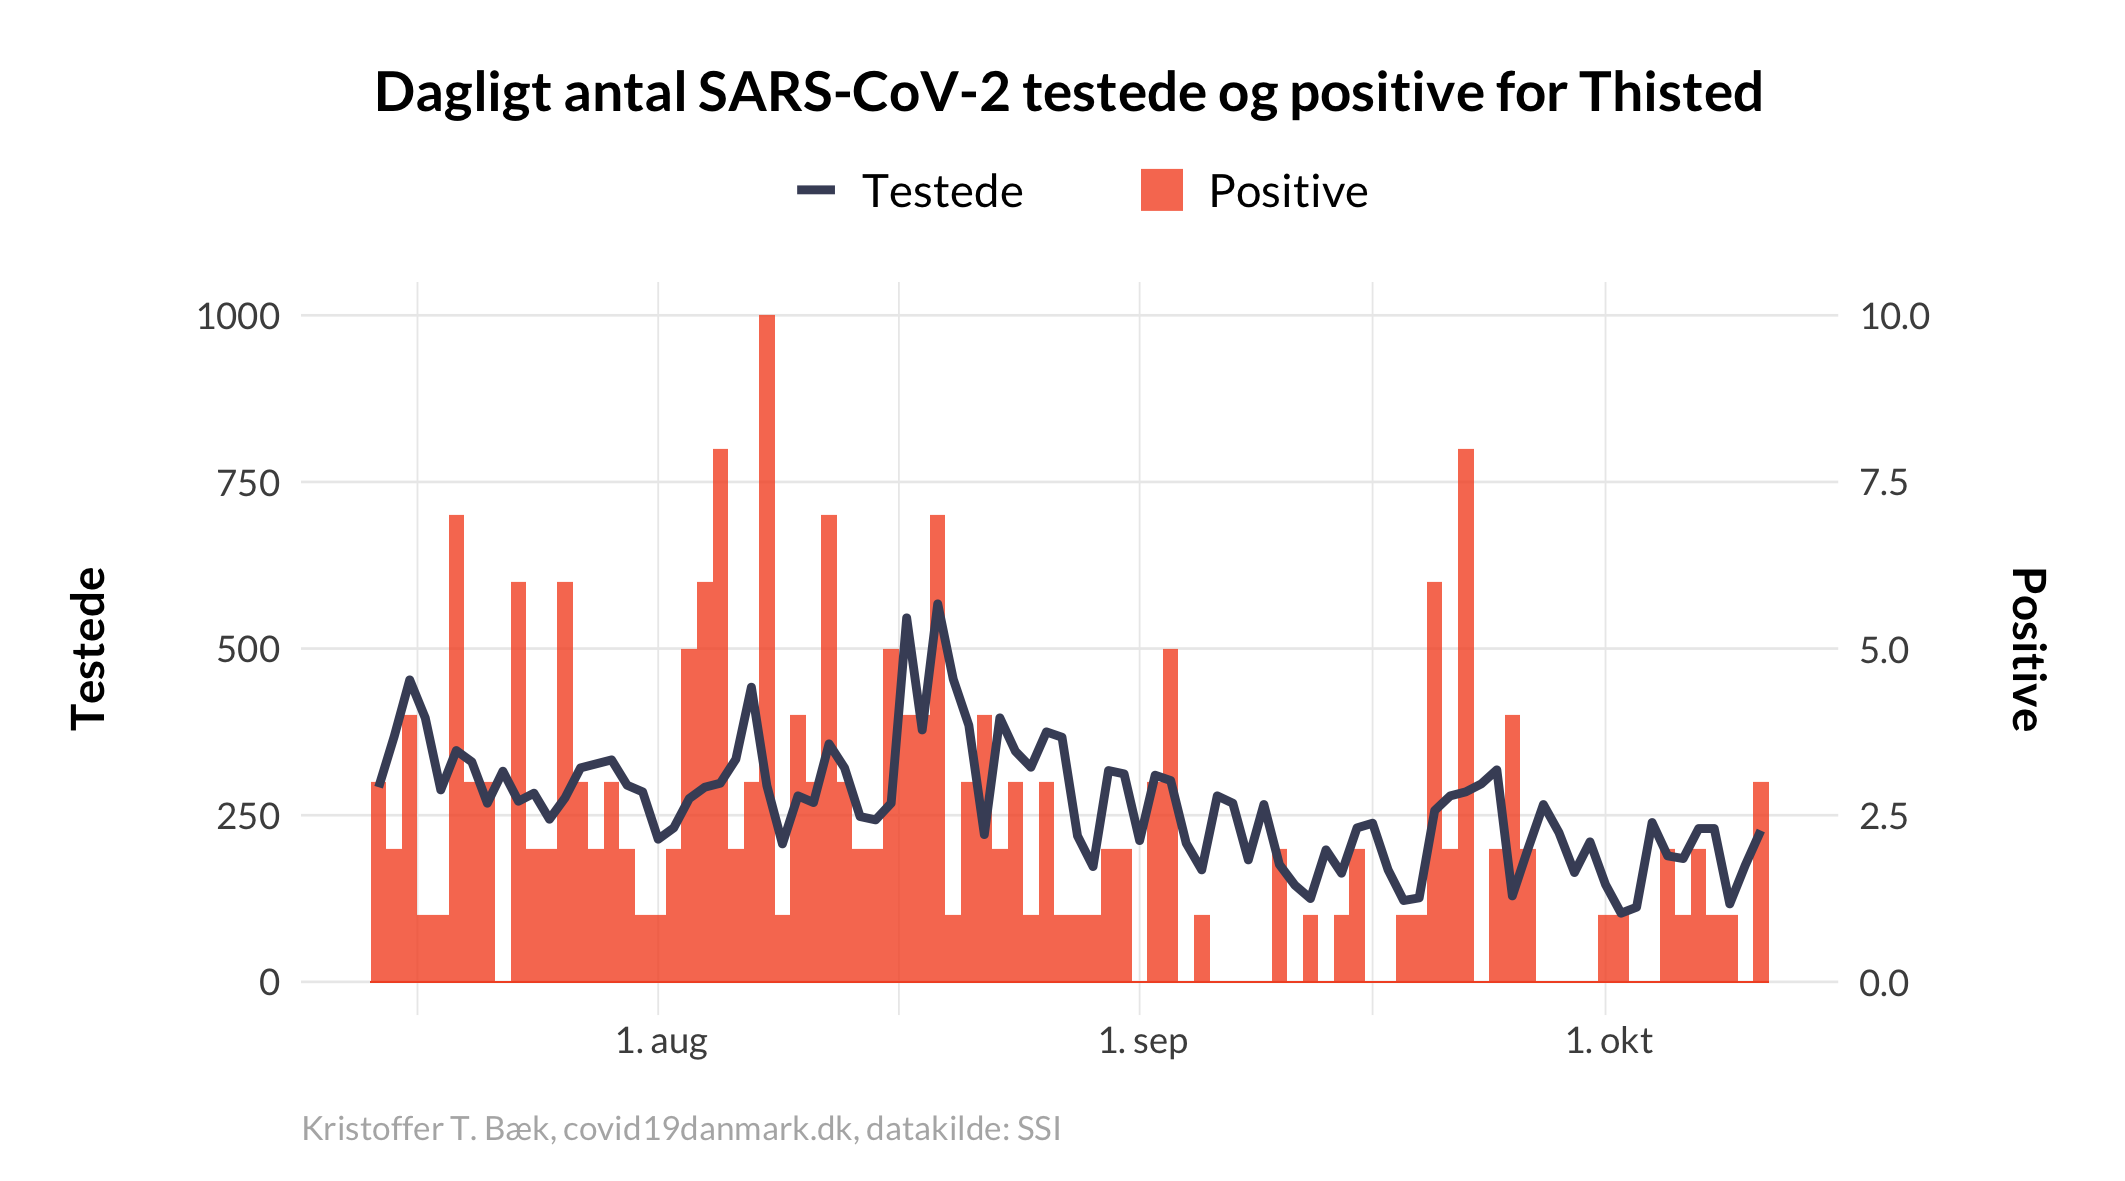 Dagligt antal SARS-CoV-2 testede og positive for Thisted
Testede
Positive
1000
750
500
250
0
10.0
7.5
5.0
2.5
0.0
Testede
Positive
1. aug
1. sep
1. okt
Kristoffer T. Bæk, covid19danmark.dk, datakilde: SSI